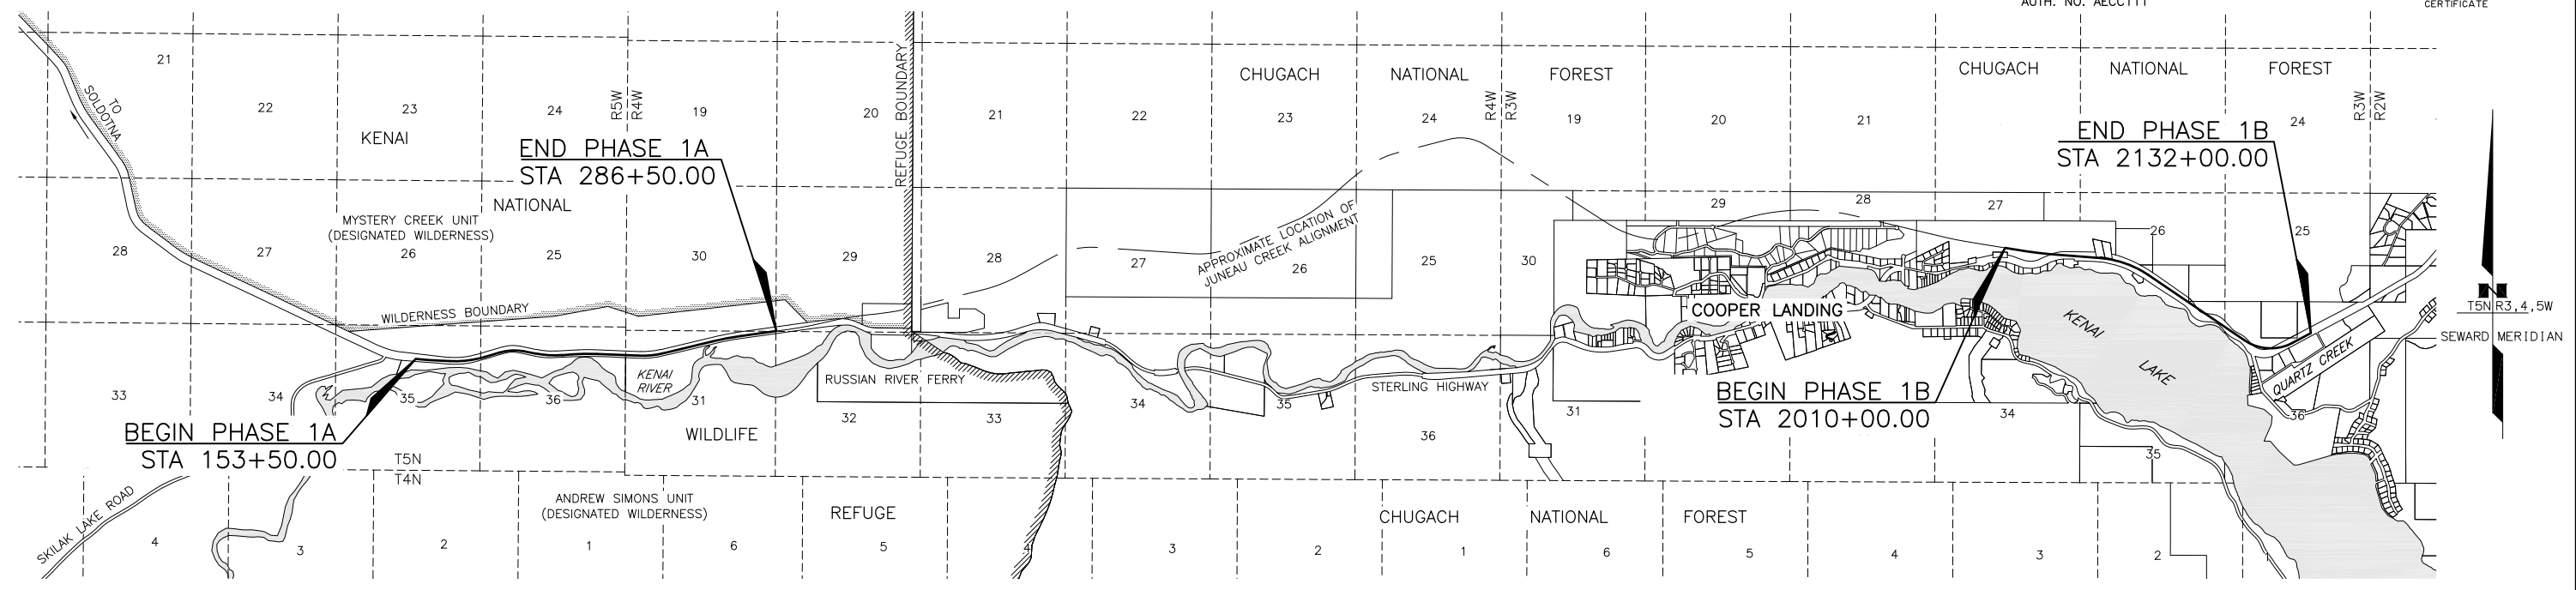 AUTH. NO. AECC111
CERTIFICATE
21
22
23
24
R5W
R4W
19
20
REFUGE BOUNDARY
21
22
CHUGACH NATIONAL FOREST
23
24
R4W
R3W
19
20
21
CHUGACH NATIONAL FOREST
R3W
R2W
24
TO
SOLDOTNA
KENAI
END PHASE 1A
STA 286+50.00
END PHASE 1B
STA 2132+00.00
NATIONAL
MYSTERY CREEK UNIT
(DESIGNATED WILDERNESS)
28
27
26
25
30
29
28
27
APPROXIMATE LOCATION OF
JUNEAU CREEK ALIGNMENT
26
25
30
29
28
27
26
25
WILDERNESS BOUNDARY
COOPER LANDING
KENAI
LAKE
N
T5N R3,4,5W
SEWARD MERIDIAN
KENAI
RIVER
RUSSIAN RIVER FERRY
STERLING HIGHWAY
QUARTZ CREEK
BEGIN PHASE 1B
STA 2010+00.00
33
34
35
36
31
32
33
34
35
36
31
34
35
36
BEGIN PHASE 1A
STA 153+50.00
WILDLIFE
T5N
T4N
SKILAK LAKE ROAD
ANDREW SIMONS UNIT
(DESIGNATED WILDERNESS)
REFUGE
CHUGACH NATIONAL FOREST
4
3
2
1
6
5
4
3
2
1
6
5
4
3
2